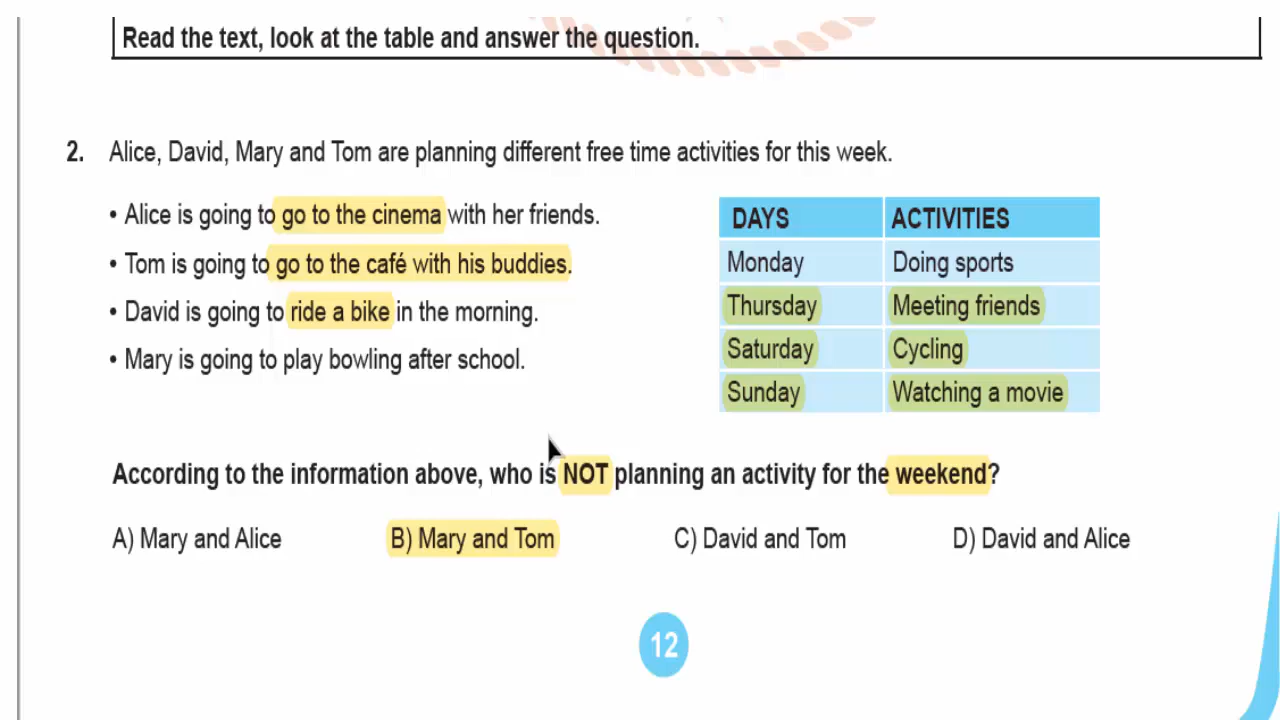 Read the text, look at the table and answer the question.
2. Alice, David, Mary and Tom are planning different free time activities for this week.
• Alice is going to go to the cinema with her friends.
• Tom is going to go to the café with his buddies.
• David is going to ride a bike in the morning.
• Mary is going to play bowling after school.
DAYS ACTIVITIES
Monday Doing sports
Thursday Meeting friends
Saturday Cycling
Sunday Watching a movie
According to the information above, who is NOT planning an activity for the weekend?
A) Mary and Alice B) Mary and Tom C) David and Tom D) David and Alice
12